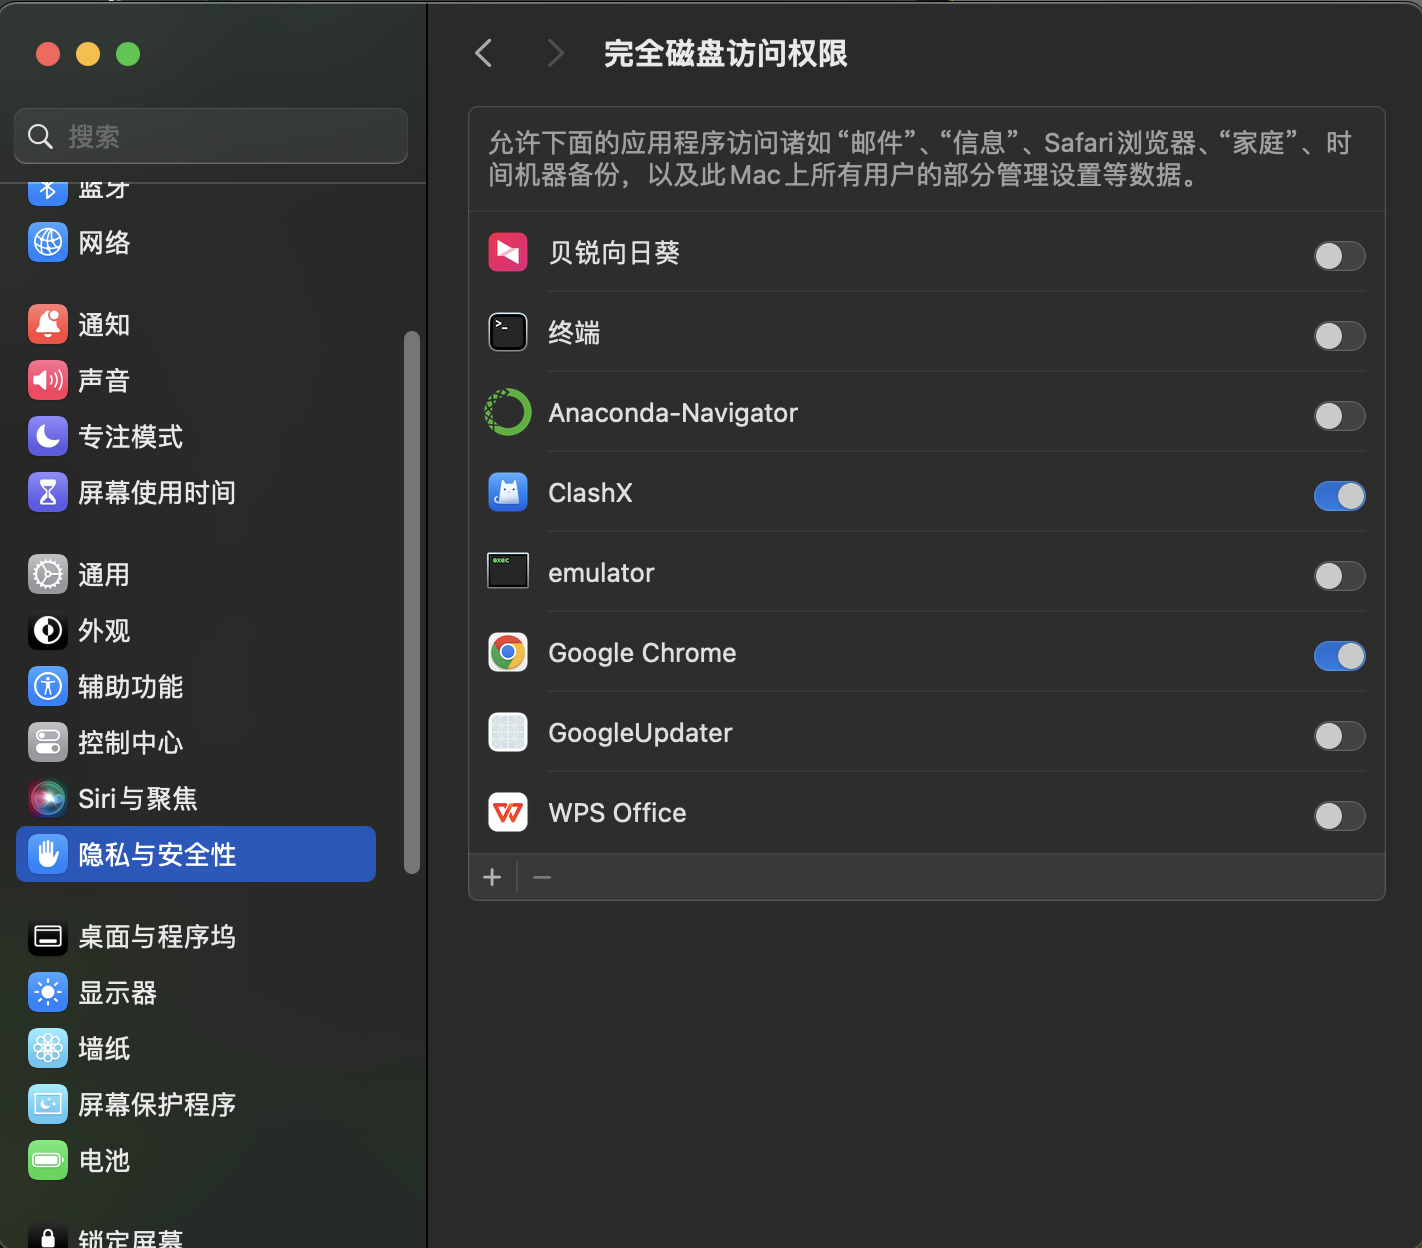 搜索
蓝牙
网络
通知
声音
专注模式
屏幕使用时间
通用
外观
辅助功能
控制中心
Siri与聚焦
隐私与安全性
桌面与程序坞
显示器
墙纸
屏幕保护程序
电池
锁定屏幕
完全磁盘访问权限
允许下面的应用程序访问诸如“邮件”、“信息”、Safari浏览器、“家庭”、时
间机器备份，以及此Mac上所有用户的部分管理设置等数据。
贝锐向日葵
终端
Anaconda-Navigator
ClashX
exec
emulator
Google Chrome
GoogleUpdater
WPS Office